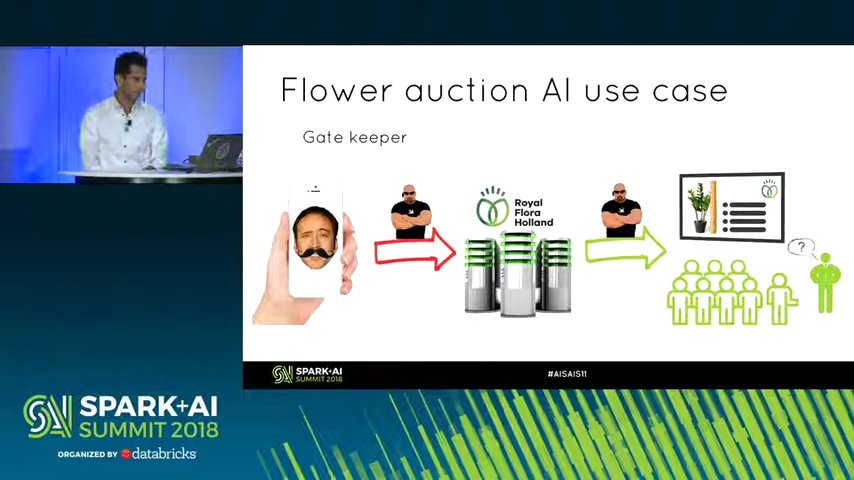 Flower auction AI use case
Gate keeper
Royal
Flora
Holland
?
SPARK+AI
SUMMIT 2018
#AISAIS11
SPARK+AI
SUMMIT 2018
ORGANIZED BY databricks